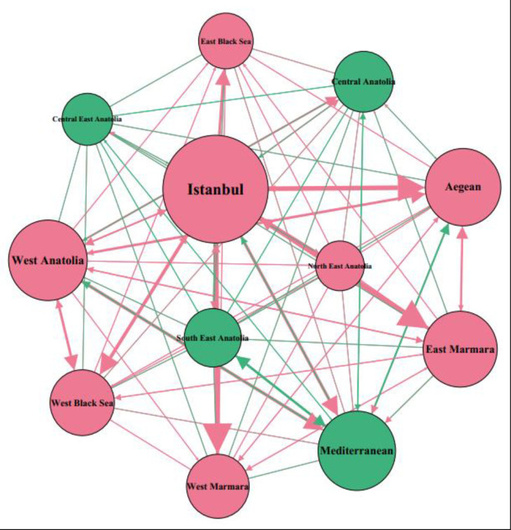 East Black Sea
Central Anatolia
Central East Anatolia
Istanbul
Aegean
West Anatolia
North East Anatolia
South East Anatolia
East Marmara
West Black Sea
Mediterranean
West Marmara